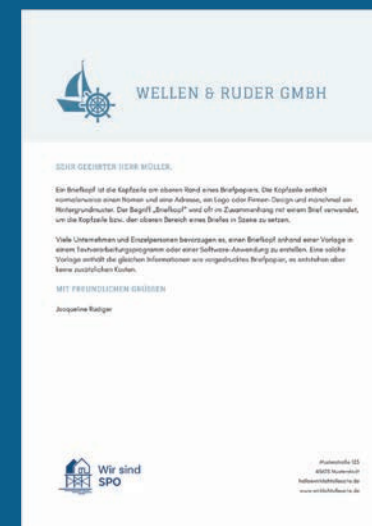 WELLEN & RUDER GMBH
SEHR GEEHRTER HERR MÜLLER,
Ein Briefkopf ist die Kopfzeile am oberen Rand eines Briefpapiers. Die Kopfzeile enthält
normalerweise einen Namen und eine Adresse, ein Logo oder Firmen-Design und manchmal ein
Hintergrundmuster. Der Begriff „Briefkopf" wird oft im Zusammenhang mit einem Brief verwendet,
um die Kopfzeile bzw. den oberen Bereich eines Briefes in Szene zu setzen.
Viele Unternehmen und Einzelpersonen bevorzugen es, einen Briefkopf anhand einer Vorlage in
einem Textverarbeitungsprogramm oder einer Software-Anwendung zu erstellen. Eine solche
Vorlage enthält die gleichen Informationen wie vorgedrucktes Briefpapier, es entstehen aber
keine zusätzlichen Kosten.
MIT FREUNDLICHEN GRÜSSEN
Jacqueline Rüdiger
Wir sind
SPO